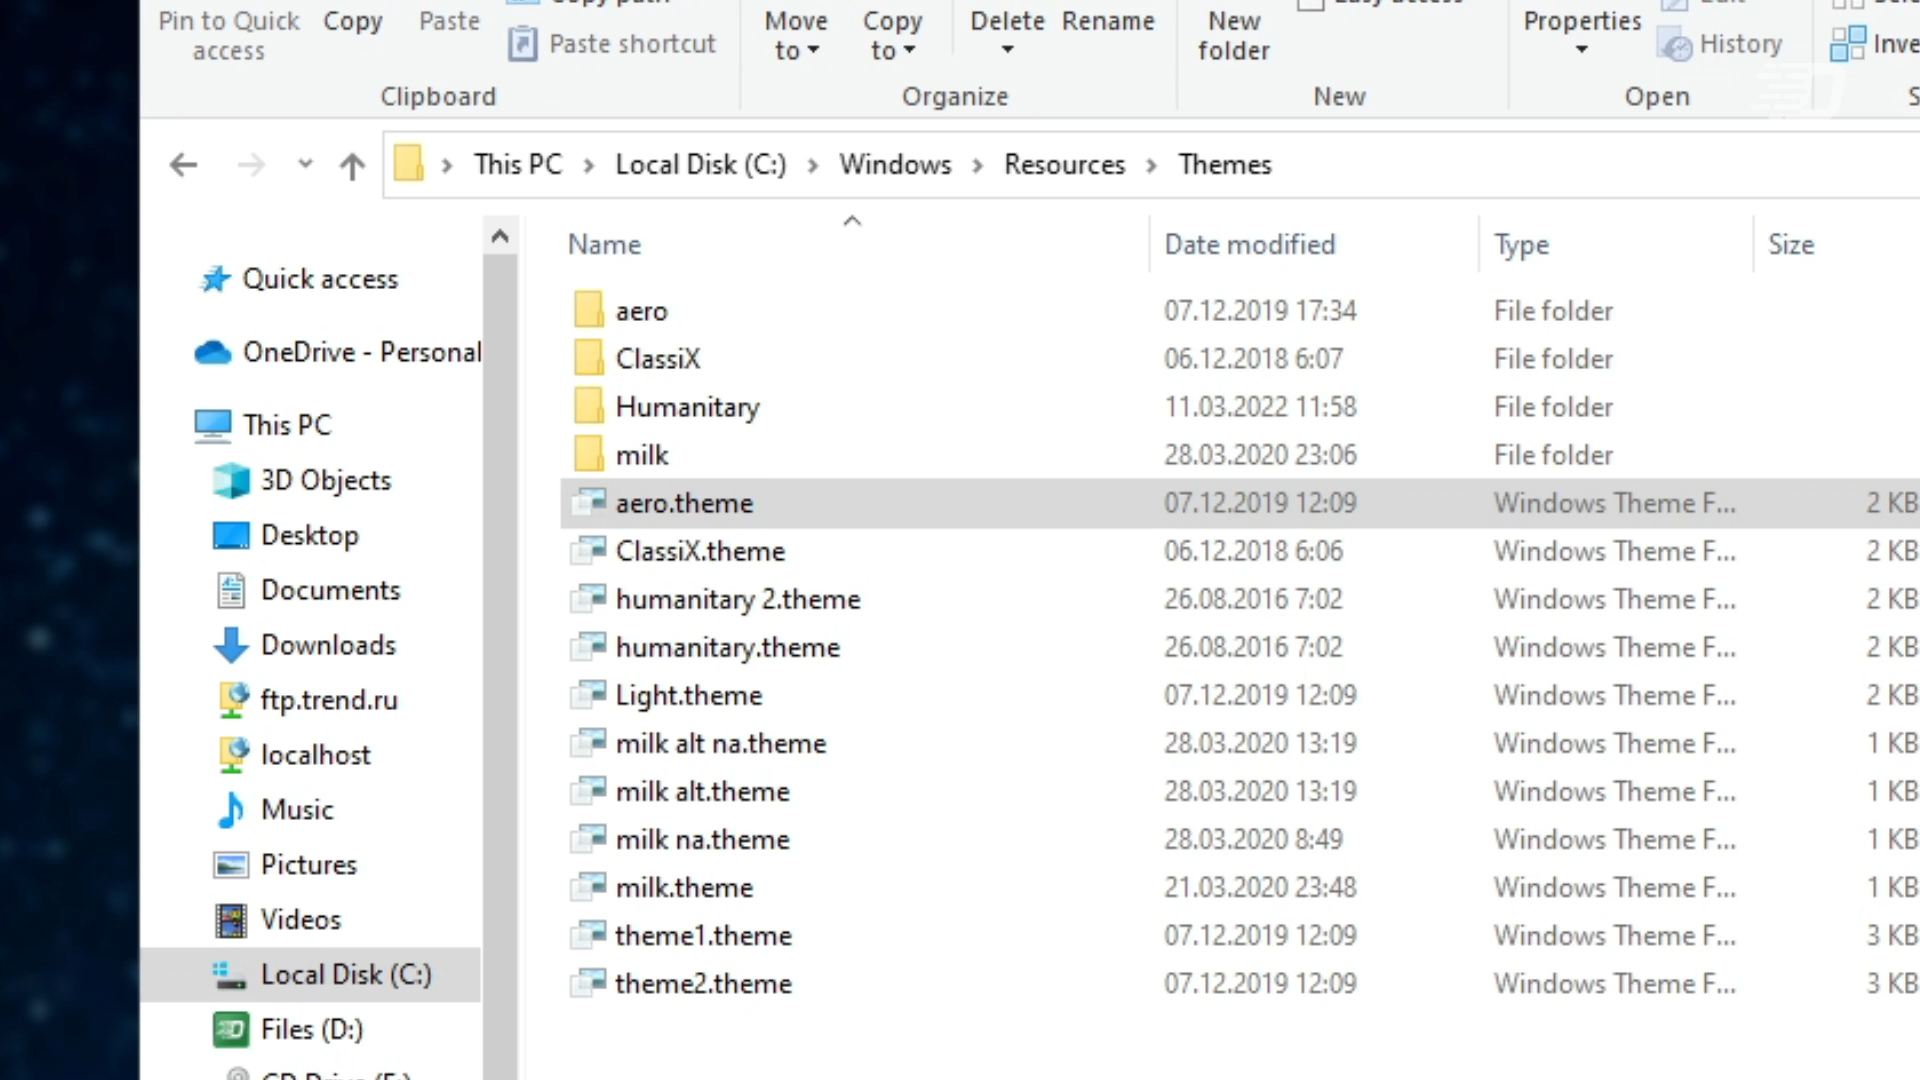 Pin to Quick access
Copy
Paste
Copy path
Paste shortcut
Clipboard
Move to
Copy to
Delete
Rename
Organize
New folder
Easy access
New
Properties
Edit
History
Open
Name
Date modified
Type
Size
This PC › Local Disk (C:) › Windows › Resources › Themes
Quick access
OneDrive - Personal
This PC
3D Objects
Desktop
Documents
Downloads
ftp.trend.ru
localhost
Music
Pictures
Videos
Local Disk (C:)
Files (D:)
aero 07.12.2019 17:34 File folder
ClassiX 06.12.2018 6:07 File folder
Humanitary 11.03.2022 11:58 File folder
milk 28.03.2020 23:06 File folder
aero.theme 07.12.2019 12:09 Windows Theme F... 2 KB
ClassiX.theme 06.12.2018 6:06 Windows Theme F... 2 KB
humanitary 2.theme 26.08.2016 7:02 Windows Theme F... 2 KB
humanitary.theme 26.08.2016 7:02 Windows Theme F... 2 KB
Light.theme 07.12.2019 12:09 Windows Theme F... 2 KB
milk alt na.theme 28.03.2020 13:19 Windows Theme F... 1 KB
milk alt.theme 28.03.2020 13:19 Windows Theme F... 1 KB
milk na.theme 28.03.2020 8:49 Windows Theme F... 1 KB
milk.theme 21.03.2020 23:48 Windows Theme F... 1 KB
theme1.theme 07.12.2019 12:09 Windows Theme F... 3 KB
theme2.theme 07.12.2019 12:09 Windows Theme F... 3 KB